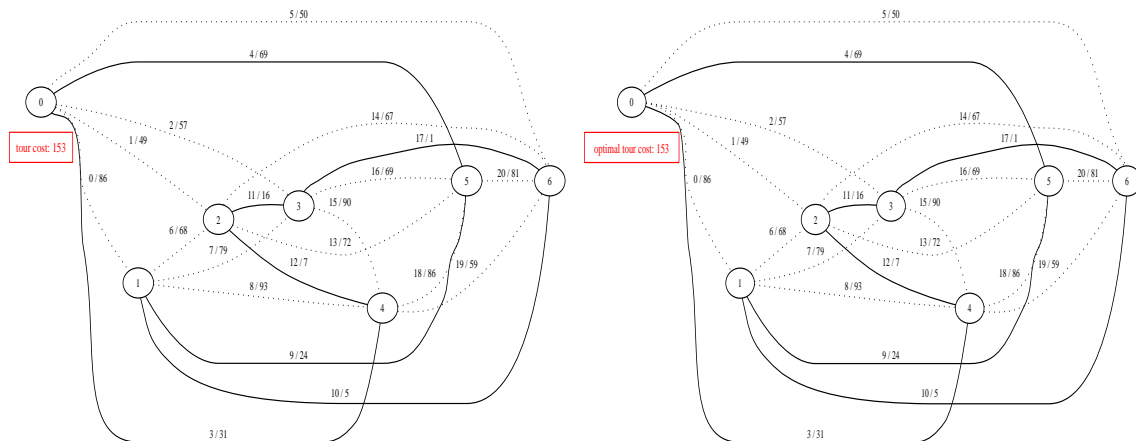 5 / 50
4 / 69
0
2 / 57
14 / 67
tour cost: 153
1 / 49
17 / 1
16 / 69
20 / 81
0 / 86
5
6
11 / 16
3
15 / 90
2
6 / 68
13 / 72
7 / 79
12 / 7
19 / 59
18 / 86
1
8 / 93
4
9 / 24
10 / 5
3 / 31
5 / 50
4 / 69
0
2 / 57
14 / 67
optimal tour cost: 153
1 / 49
17 / 1
16 / 69
20 / 81
0 / 86
5
6
11 / 16
3
15 / 90
2
6 / 68
13 / 72
7 / 79
12 / 7
19 / 59
18 / 86
1
8 / 93
4
9 / 24
10 / 5
3 / 31